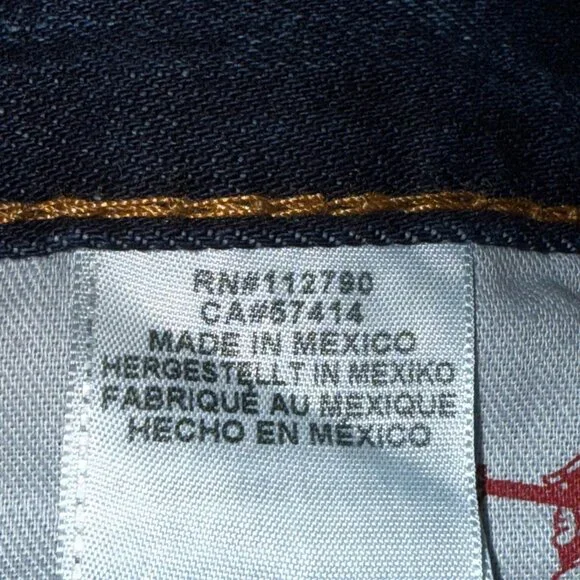 RN#112790
CA#57414
MADE IN MEXICO
HERGESTELLT IN MEXIKO
FABRIQUÉ AU MEXIQUE
HECHO EN MÉXICO